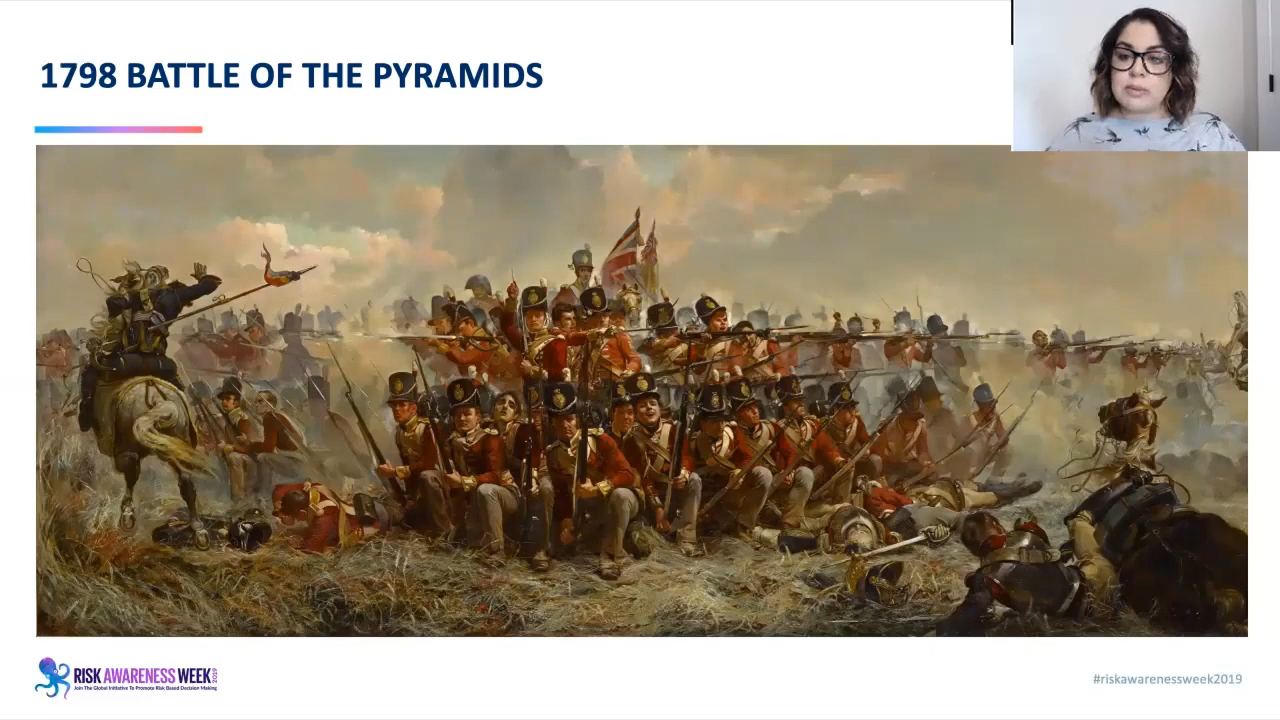 1798 BATTLE OF THE PYRAMIDS
RISK AWARENESS WEEK 2019
Join The Global Initiative To Promote Risk Based Decision Making
#riskawarenessweek2019